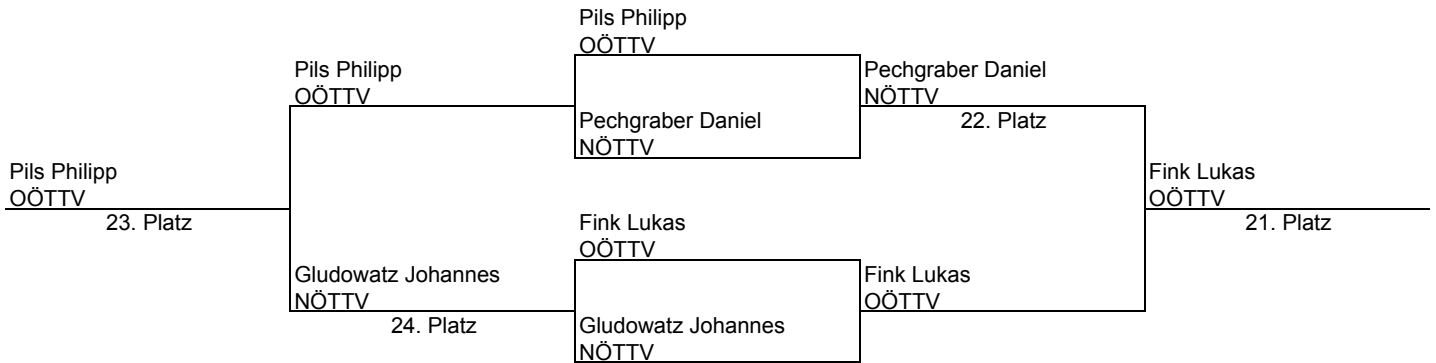 Pils Philipp
OÖTTV
Pils Philipp
OÖTTV
Pechgraber Daniel
NÖTTV
Pechgraber Daniel
NÖTTV
22. Platz
Pils Philipp
OÖTTV
23. Platz
Fink Lukas
OÖTTV
21. Platz
Fink Lukas
OÖTTV
Gludowatz Johannes
NÖTTV
24. Platz
Fink Lukas
OÖTTV
Gludowatz Johannes
NÖTTV